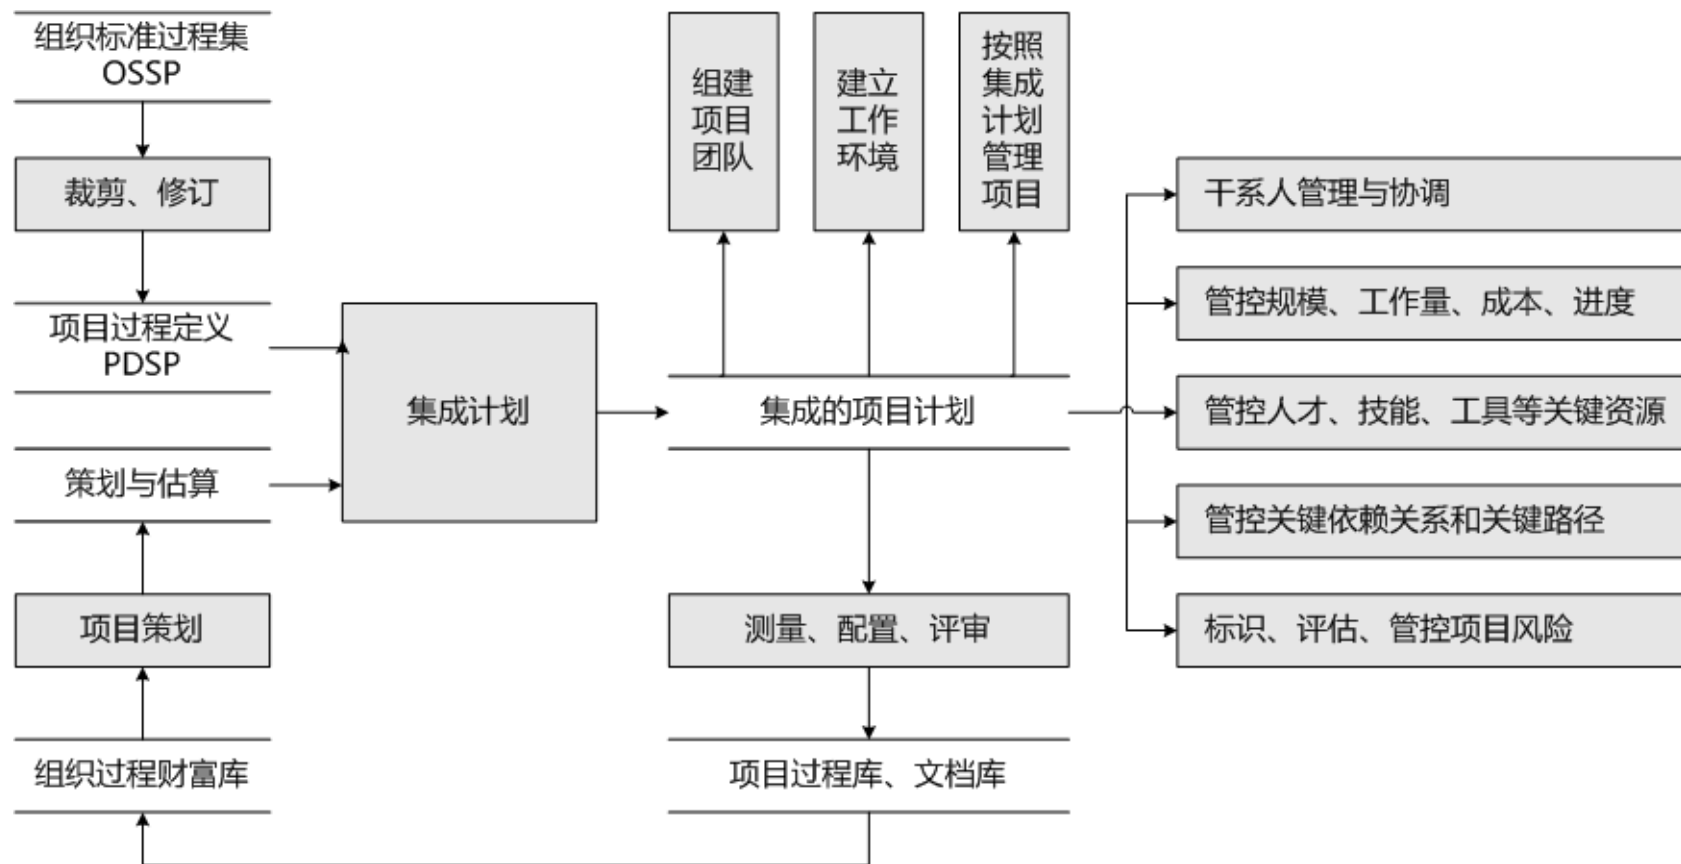 组织标准过程集
OSSP
裁剪、修订
项目过程定义
PDSP
策划与估算
项目策划
组织过程财富库
集成计划
组建
项目
团队
建立
工作
环境
按照
集成
计划
管理
项目
集成的项目计划
测量、配置、评审
项目过程库、文档库
干系人管理与协调
管控规模、工作量、成本、进度
管控人才、技能、工具等关键资源
管控关键依赖关系和关键路径
标识、评估、管控项目风险